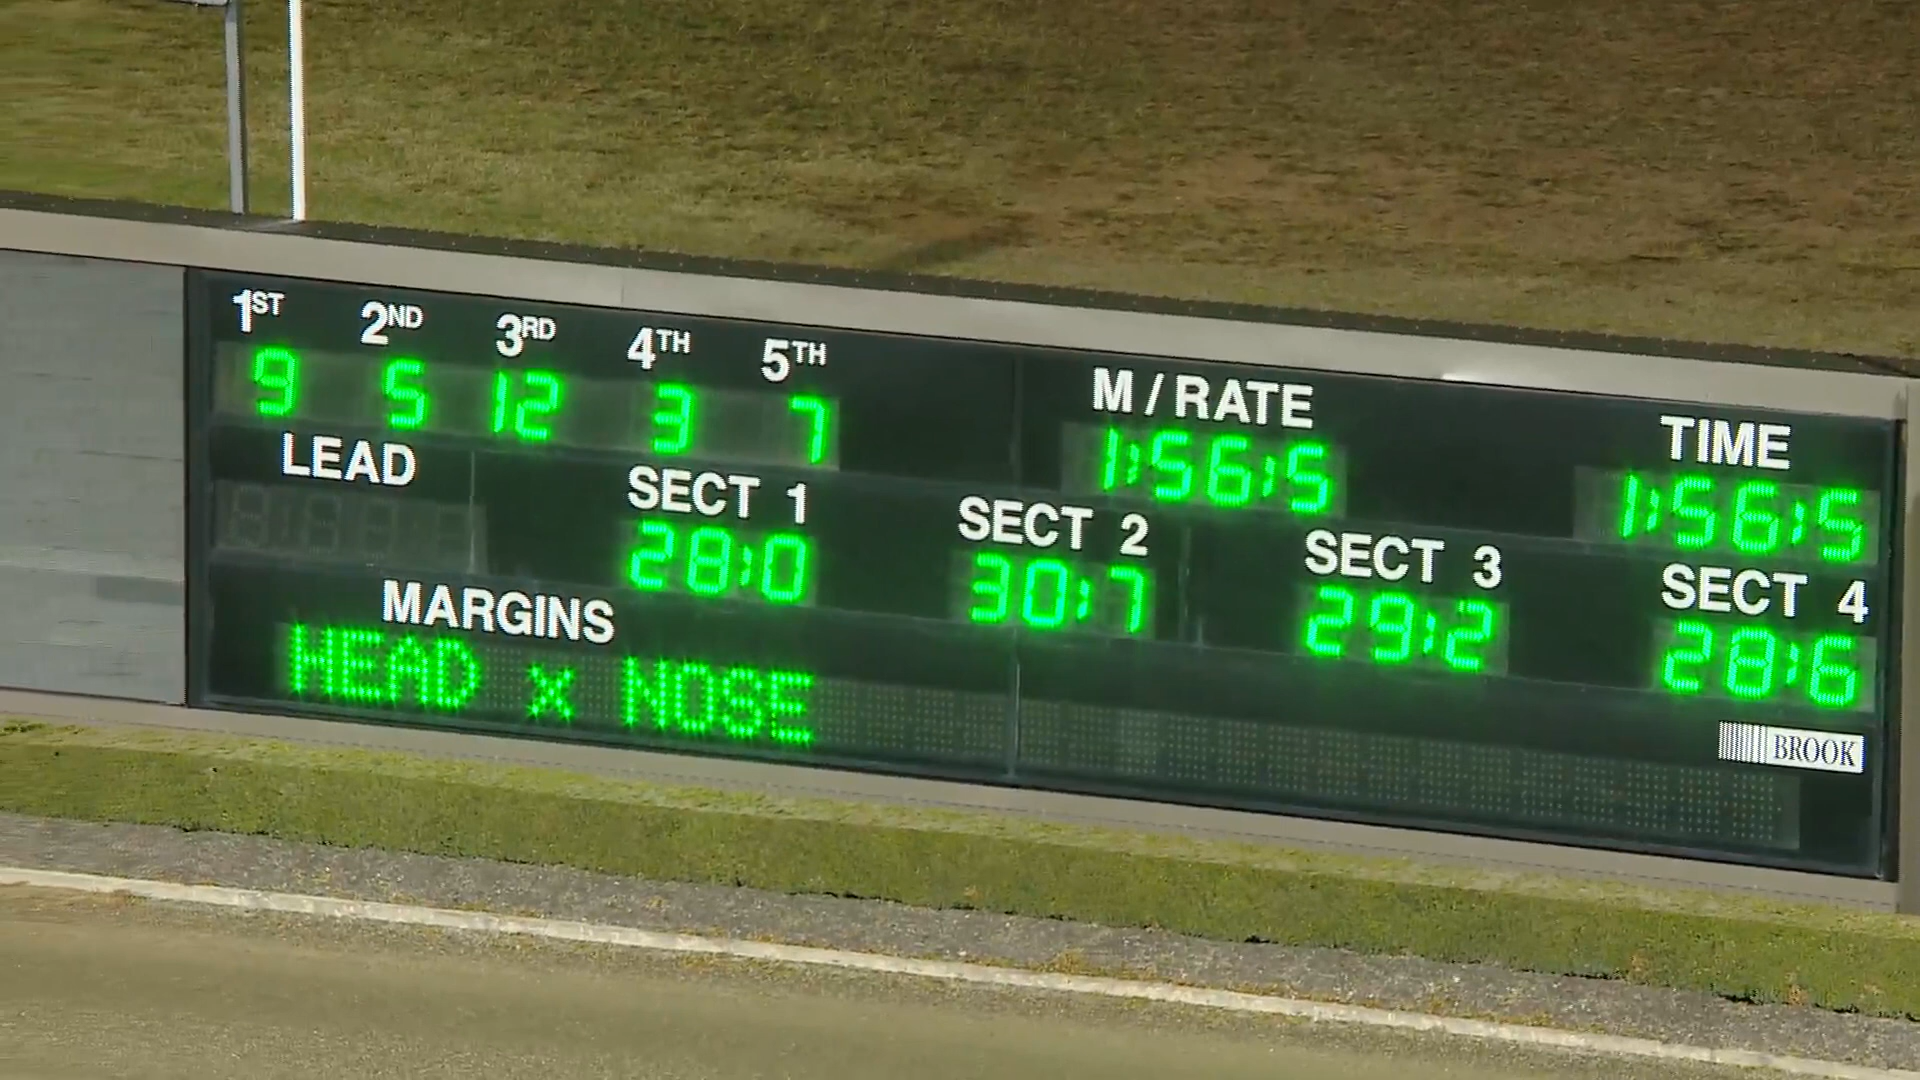 1ST 2ND 3RD 4TH 5TH
9 5 12 3 7
M / RATE
1:56:5
TIME
1:56:5
LEAD
SECT 1
28:0
SECT 2
30:7
SECT 3
29:2
SECT 4
28:6
MARGINS
HEAD x NOSE
BROOK